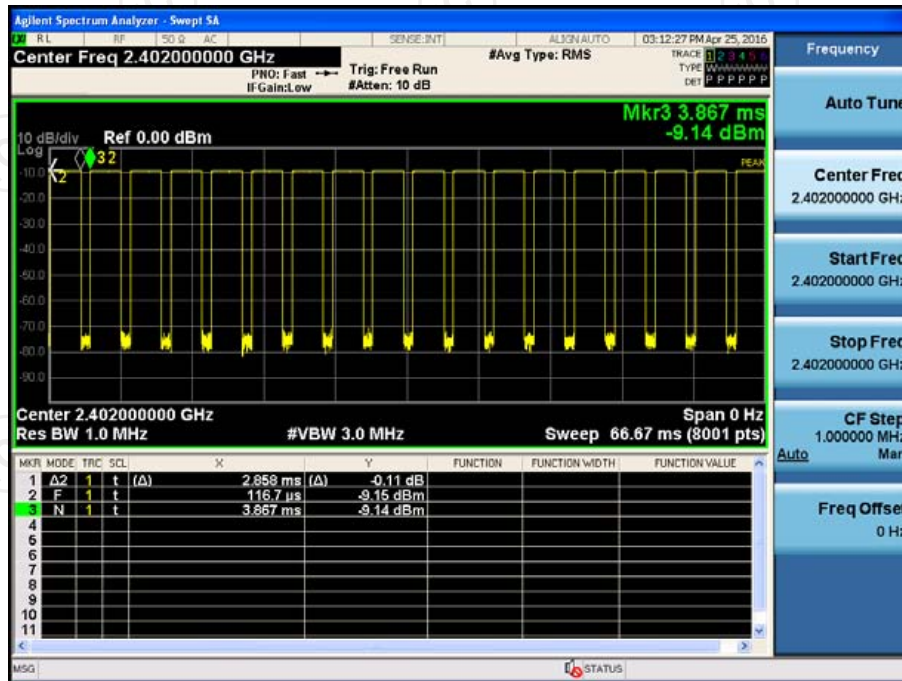 Agilent Spectrum Analyzer - Swept SA
RL RF 50 Ω AC SENSE:INT ALIGN AUTO 03:12:27 PM Apr 25, 2016
Center Freq 2.402000000 GHz
PNO: Fast
IFGain:Low
Trig: Free Run
#Atten: 10 dB
#Avg Type: RMS
TRACE 1 2 3 4 5 6
TYPE
DET P P P P P P
Mkr3 3.867 ms
-9.14 dBm
10 dB/div Ref 0.00 dBm
Log
32
2
PEAK
-10.0
-20.0
-30.0
-40.0
-50.0
-60.0
-70.0
-80.0
-90.0
Center 2.402000000 GHz Span 0 Hz
Res BW 1.0 MHz #VBW 3.0 MHz Sweep 66.67 ms (8001 pts)
MKR MODE TRC SCL X Y FUNCTION FUNCTION WIDTH FUNCTION VALUE
1 Δ2 1 t (Δ) 2.858 ms (Δ) -0.11 dB
2 F 1 t 116.7 µs -9.15 dBm
3 N 1 t 3.867 ms -9.14 dBm
4
5
6
7
8
9
10
11
MSG STATUS
Frequency
Auto Tune
Center Freq
2.402000000 GHz
Start Freq
2.402000000 GHz
Stop Freq
2.402000000 GHz
CF Step
1.000000 MHz
Auto Man
Freq Offset
0 Hz